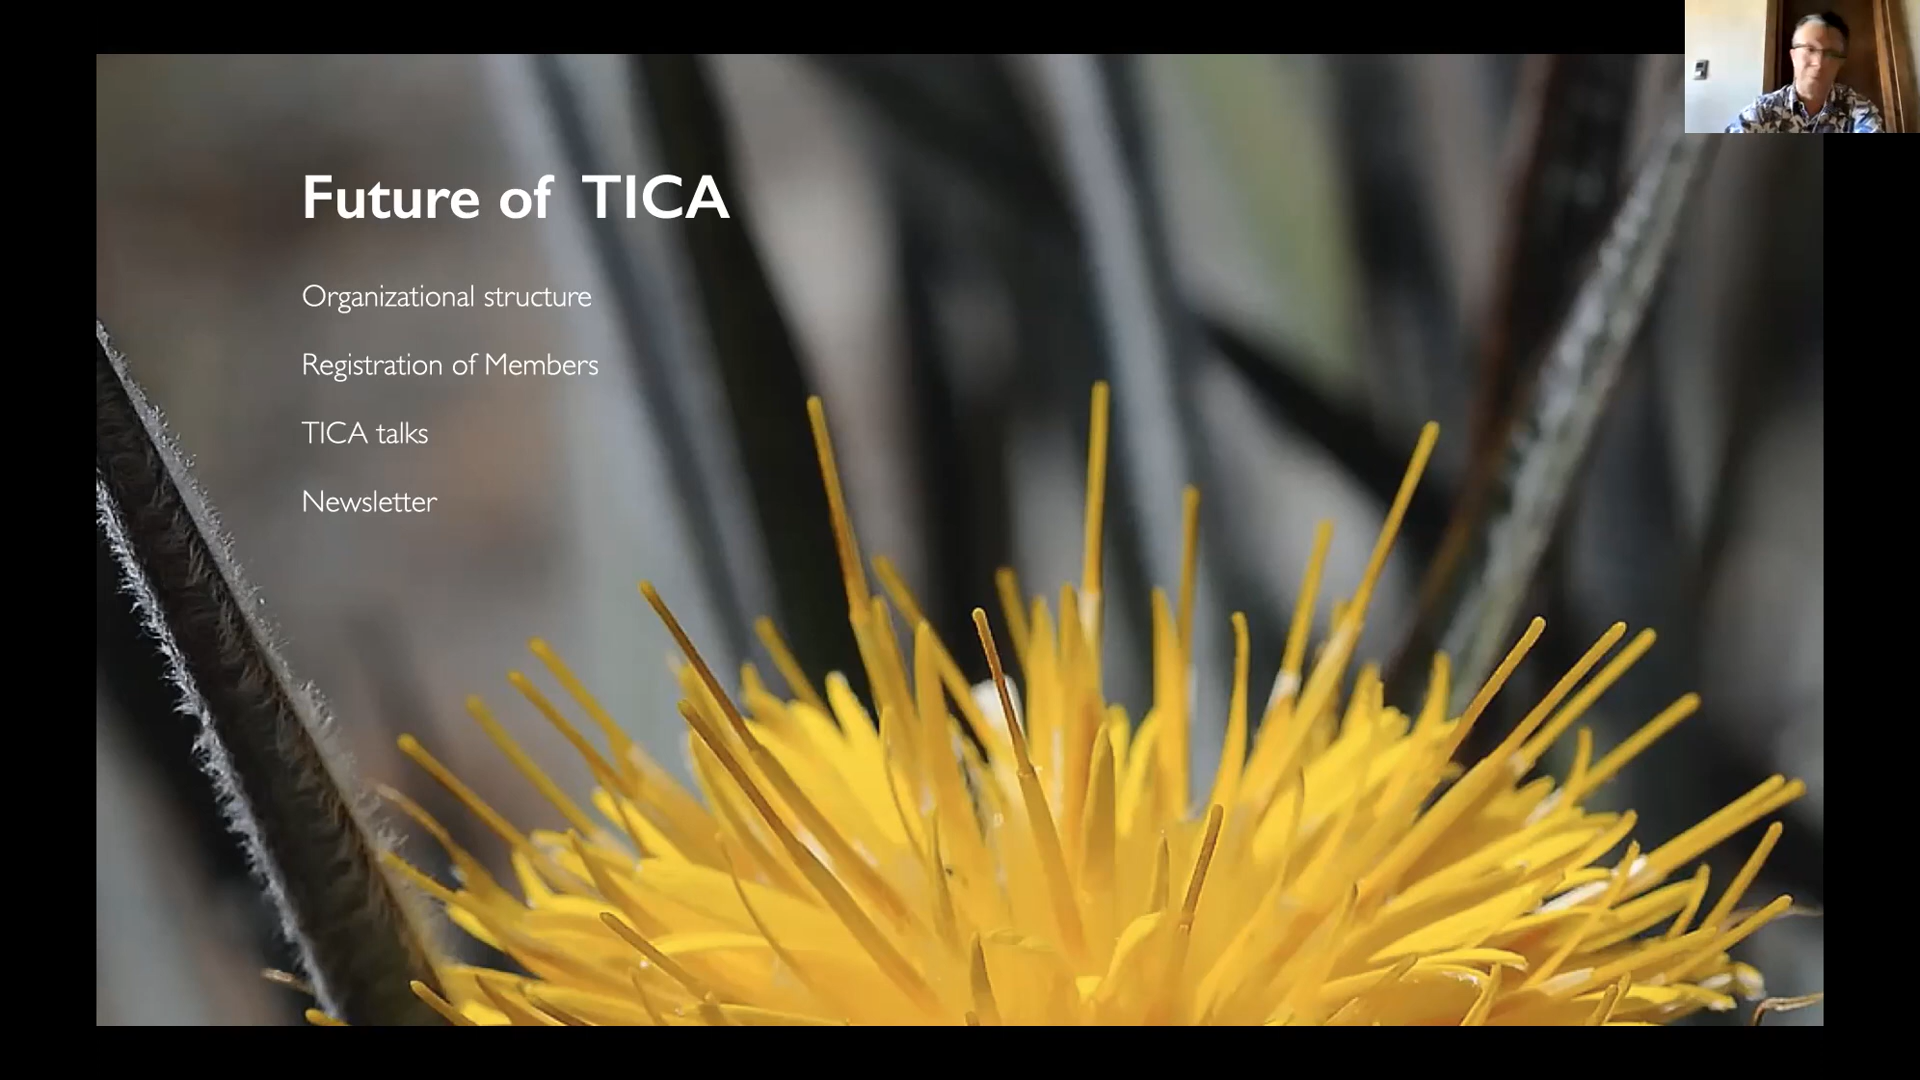 Future of TICA
Organizational structure
Registration of Members
TICA talks
Newsletter